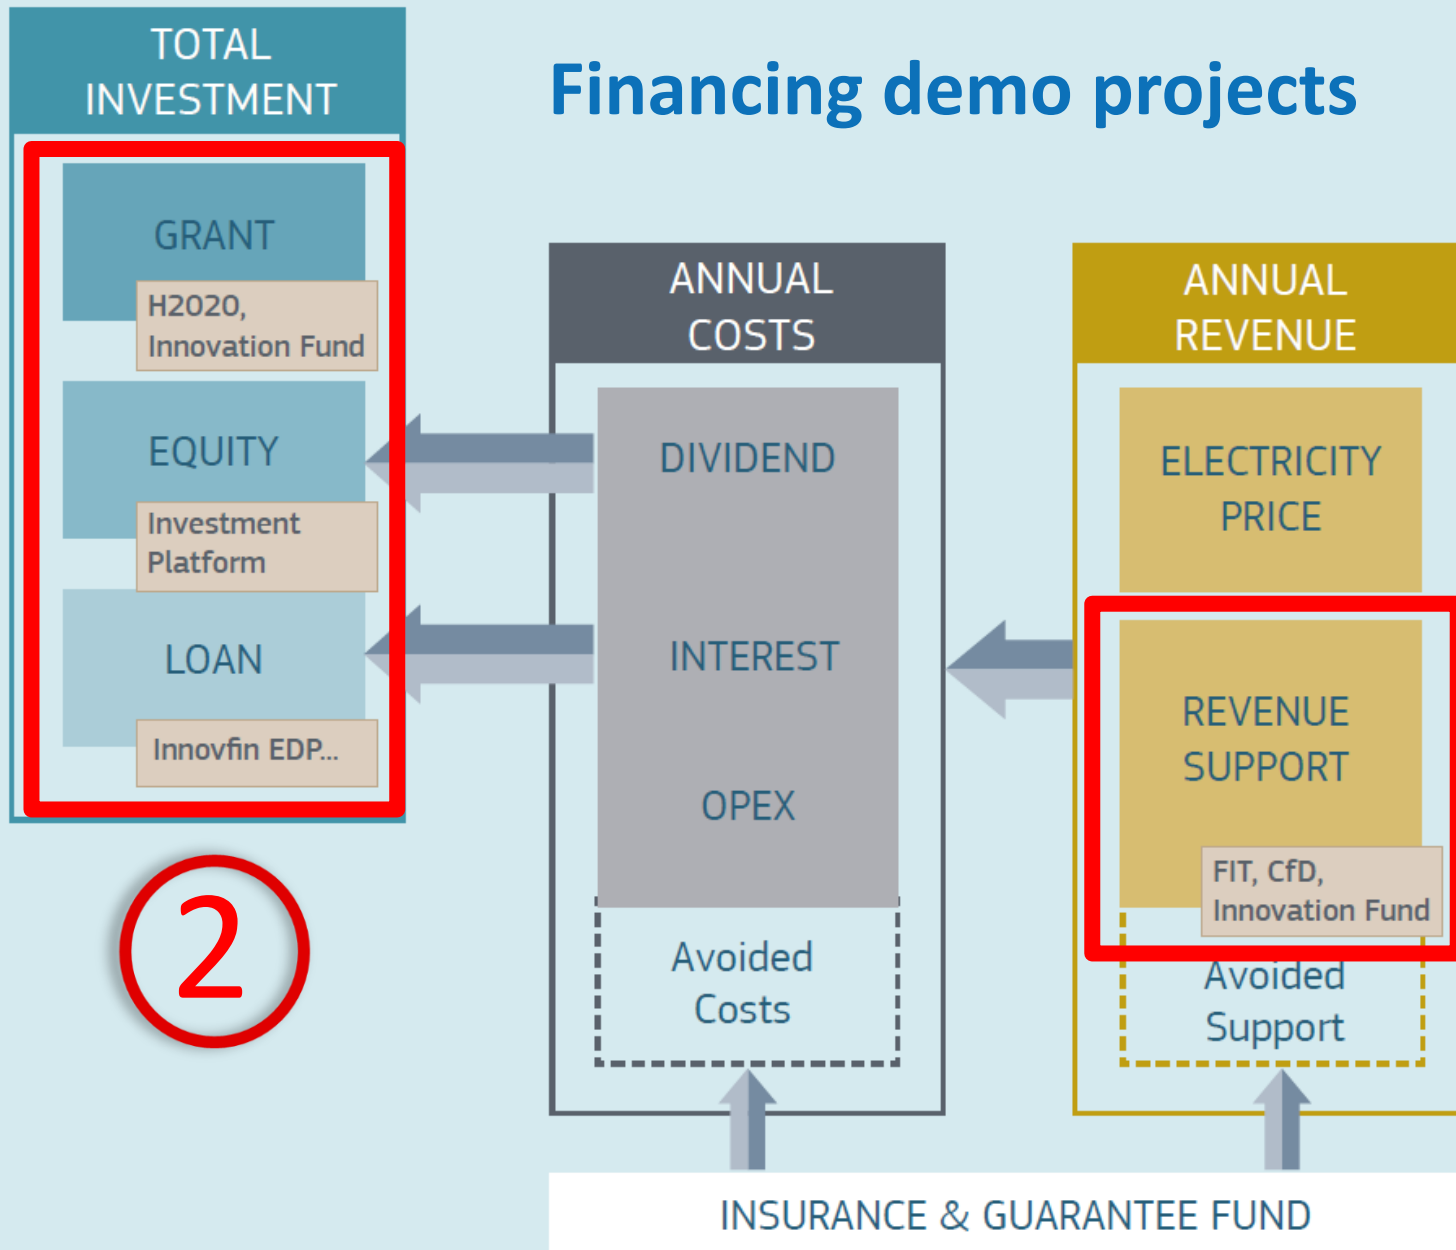 TOTAL
INVESTMENT
Financing demo projects
GRANT
H2020,
Innovation Fund
EQUITY
Investment
Platform
LOAN
Innovfin EDP...
2
ANNUAL
COSTS
DIVIDEND
INTEREST
OPEX
Avoided
Costs
ANNUAL
REVENUE
ELECTRICITY
PRICE
REVENUE
SUPPORT
FIT, CfD,
Innovation Fund
Avoided
Support
INSURANCE & GUARANTEE FUND